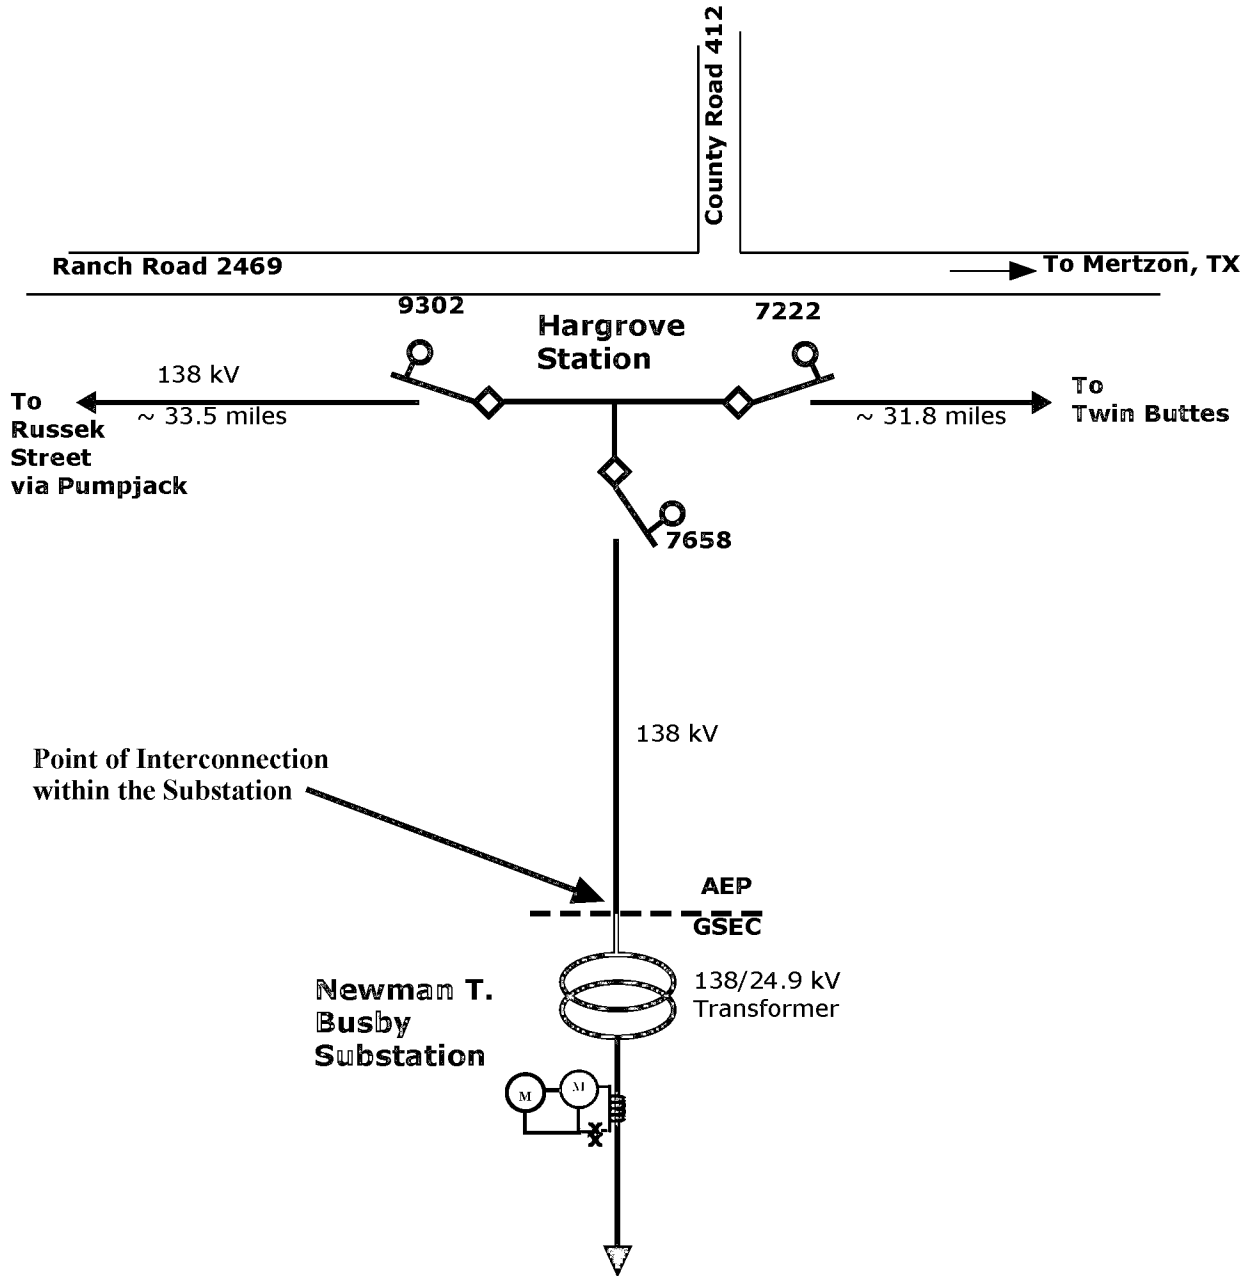 County Road 412
Ranch Road 2469
To Mertzon, TX
9302
7222
Hargrove
Station
138 kV
~ 33.5 miles
To
Russek
Street
via Pumpjack
~ 31.8 miles
To
Twin Buttes
7658
138 kV
Point of Interconnection
within the Substation
AEP
GSEC
138/24.9 kV
Transformer
Newman T.
Busby
Substation
M
M